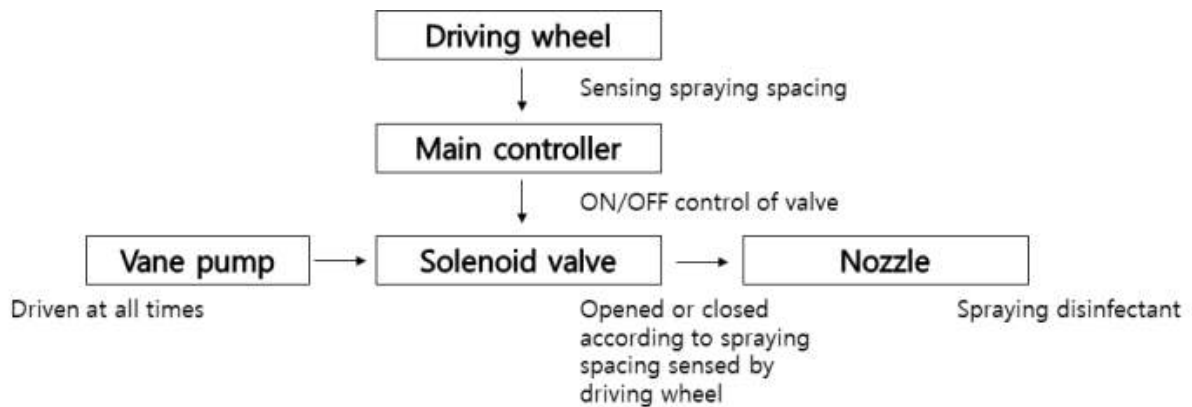 Driving wheel
Sensing spraying spacing
Main controller
ON/OFF control of valve
Vane pump
Solenoid valve
Nozzle
Driven at all times
Opened or closed
according to spraying
spacing sensed by
driving wheel
Spraying disinfectant